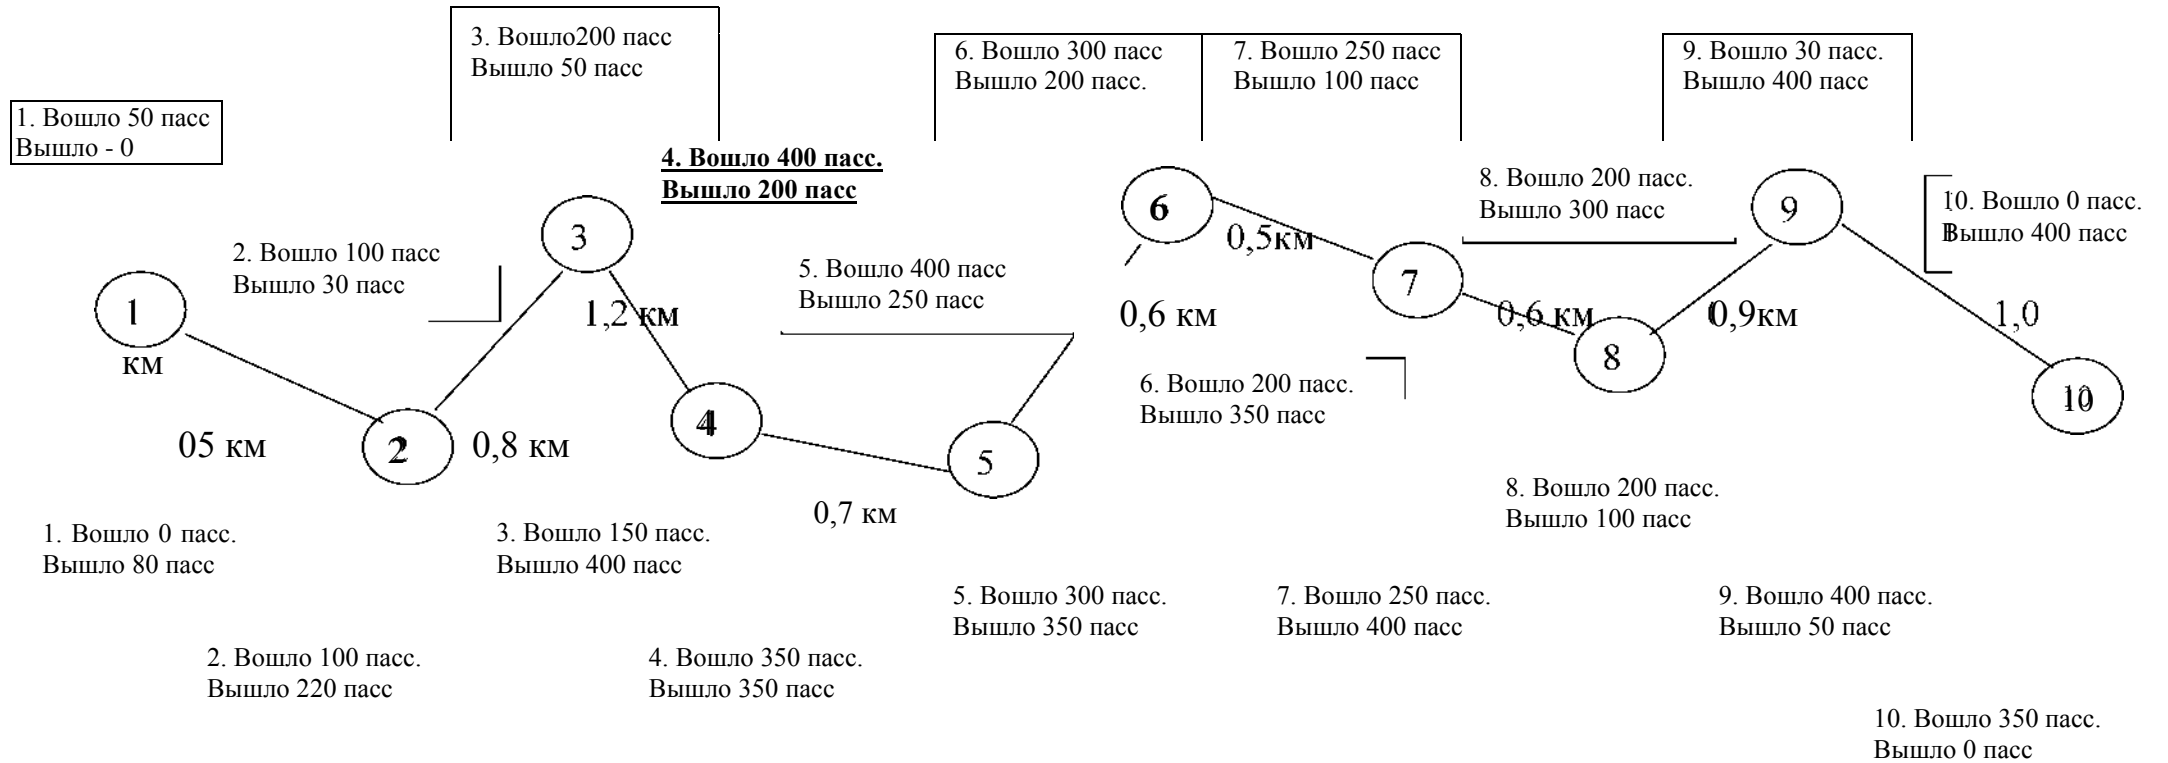 3. Вошло200 пасс
Вышло 50 пасс
6. Вошло 300 пасс
Вышло 200 пасс.
7. Вошло 250 пасс
Вышло 100 пасс
9. Вошло 30 пасс.
Вышло 400 пасс
1. Вошло 50 пасс
Вышло - 0
4. Вошло 400 пасс.
Вышло 200 пасс
8. Вошло 200 пасс.
Вышло 300 пасс
10. Вошло 0 пасс.
Вышло 400 пасс
2. Вошло 100 пасс
Вышло 30 пасс
5. Вошло 400 пасс
Вышло 250 пасс
3
6
0,5км
9
7
1
1,2 км
0,6 км
0,6 км
0,9км
1,0
км
8
6. Вошло 200 пасс.
Вышло 350 пасс
10
05 км
2
0,8 км
4
5
0,7 км
8. Вошло 200 пасс.
Вышло 100 пасс
1. Вошло 0 пасс.
Вышло 80 пасс
3. Вошло 150 пасс.
Вышло 400 пасс
5. Вошло 300 пасс.
Вышло 350 пасс
7. Вошло 250 пасс.
Вышло 400 пасс
9. Вошло 400 пасс.
Вышло 50 пасс
2. Вошло 100 пасс.
Вышло 220 пасс
4. Вошло 350 пасс.
Вышло 350 пасс
10. Вошло 350 пасс.
Вышло 0 пасс